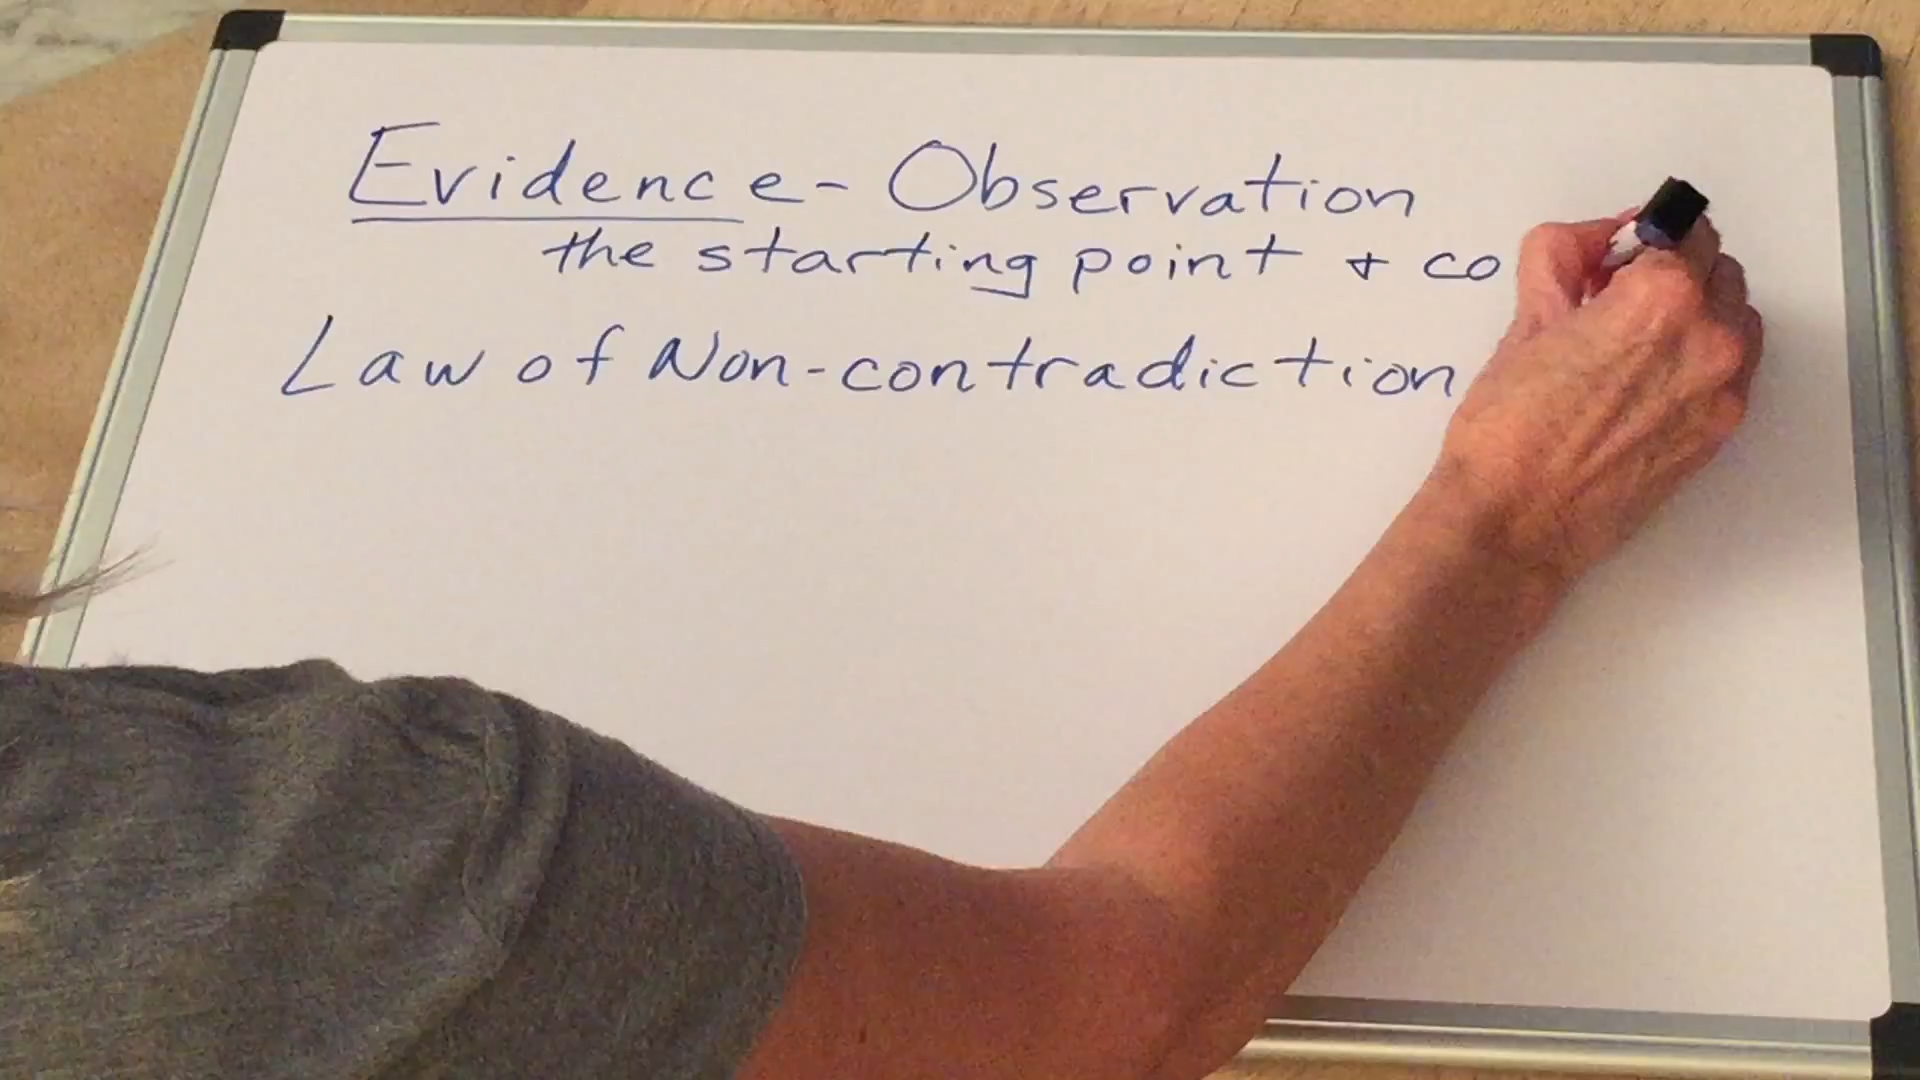 Evidence - Observation
the starting point + co
Law of Non-contradiction